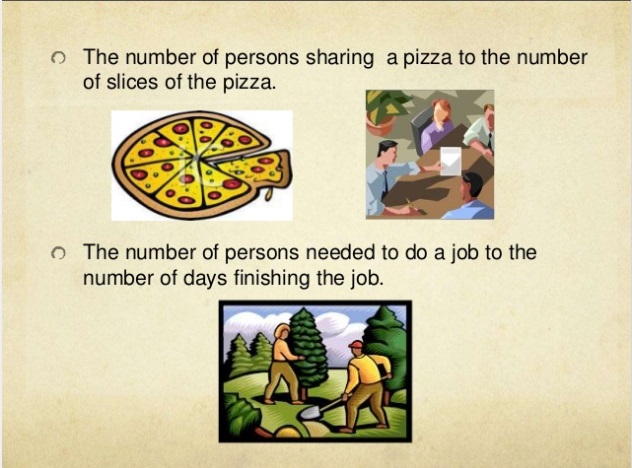 The number of persons sharing a pizza to the number
of slices of the pizza.
The number of persons needed to do a job to the
number of days finishing the job.